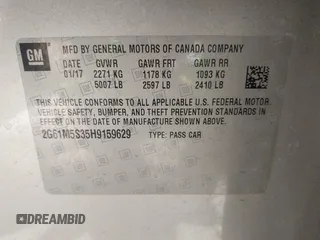 GM
MFD BY GENERAL MOTORS OF CANADA COMPANY
DATE GVWR GAWR FRT GAWR RR
01/17 2271 KG 1178 KG 1093 KG
5007 LB 2597 LB 2410 LB
THIS VEHICLE CONFORMS TO ALL APPLICABLE U.S. FEDERAL MOTOR
VEHICLE SAFETY, BUMPER, AND THEFT PREVENTION STANDARDS IN
EFFECT ON THE DATE OF MANUFACTURE SHOWN ABOVE.
2G61M5S35H9159629 TYPE: PASS CAR
DREAMBID